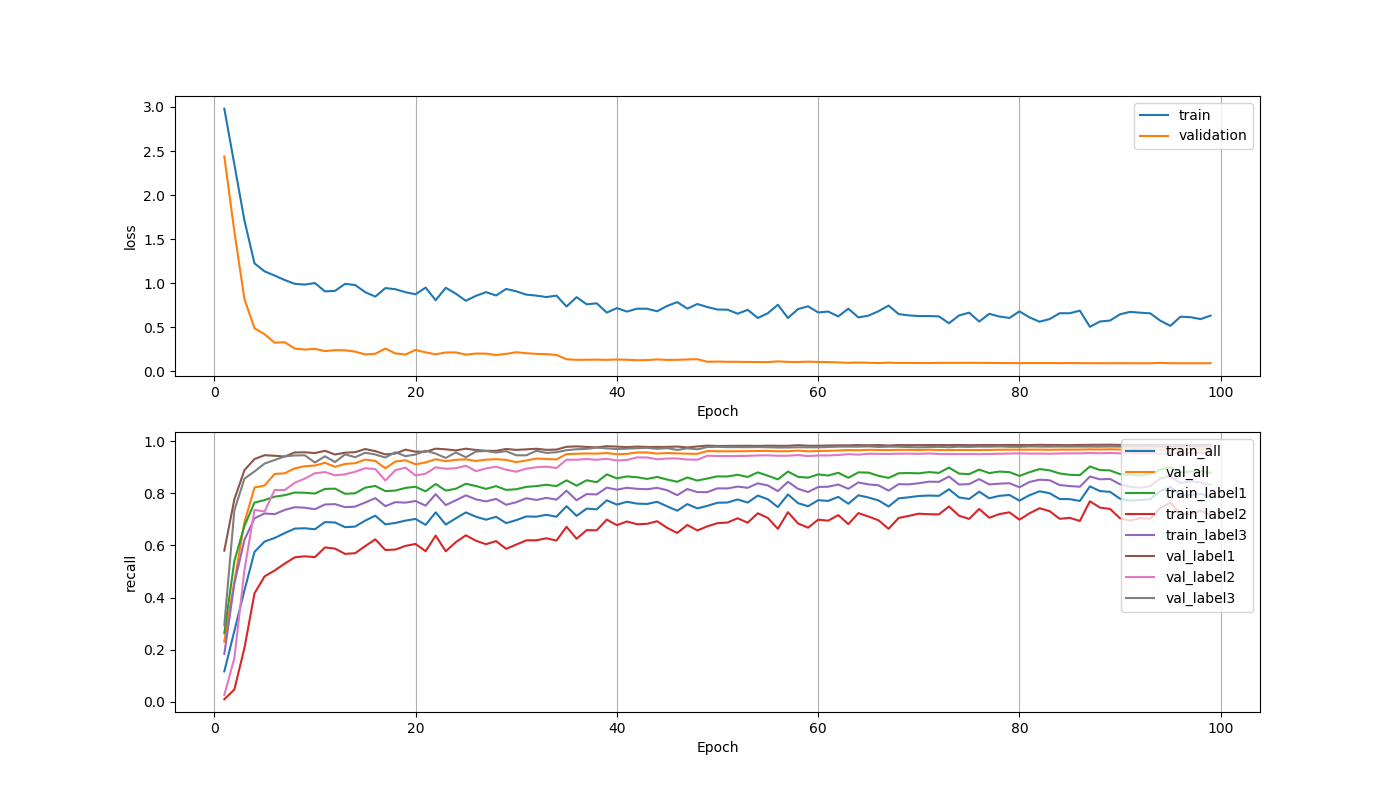 3.0
2.5
2.0
1.5
1.0
0.5
0.0
loss
train
validation
0 20 40 60 80 100
Epoch
1.0
0.8
0.6
0.4
0.2
0.0
recall
train_all
val_all
train_label1
train_label2
train_label3
val_label1
val_label2
val_label3
0 20 40 60 80 100
Epoch